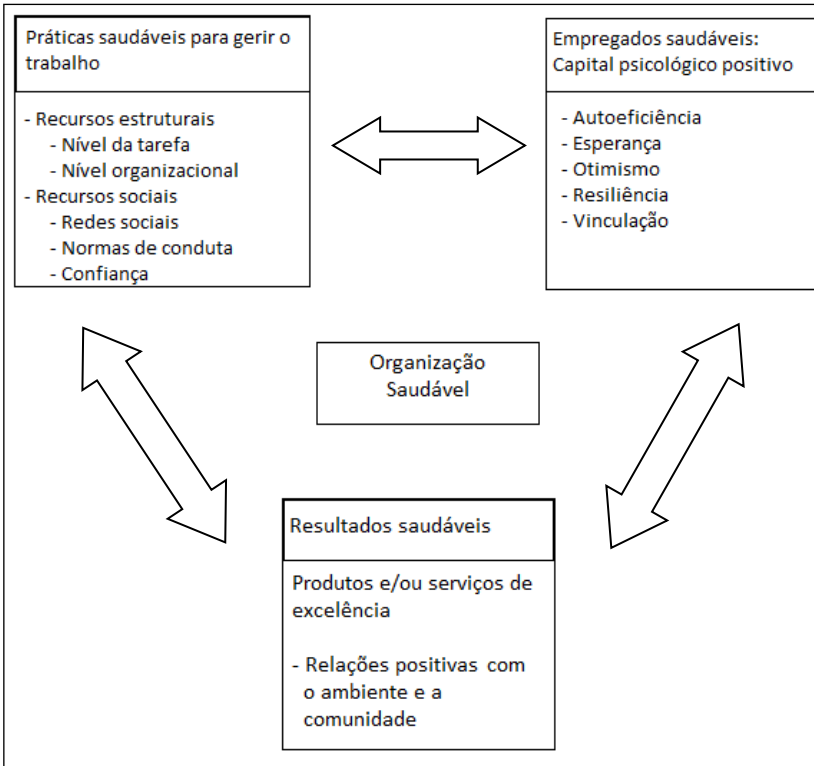 Práticas saudáveis para gerir o
trabalho
- Recursos estruturais
- Nível da tarefa
- Nível organizacional
- Recursos sociais
- Redes sociais
- Normas de conduta
- Confiança
Empregados saudáveis:
Capital psicológico positivo
- Autoeficiência
- Esperança
- Otimismo
- Resiliência
- Vinculação
Organização
Saudável
Resultados saudáveis
Produtos e/ou serviços de
excelência
- Relações positivas com
o ambiente e a
comunidade